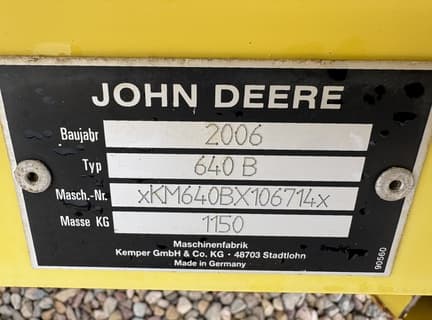 JOHN DEERE
Baujahr 2006
Typ 640 B
Masch.-Nr. xKM640BX106714x
Masse KG 1150
Maschinenfabrik
Kemper GmbH & Co. KG · 48703 Stadtlohn
Made in Germany
90560